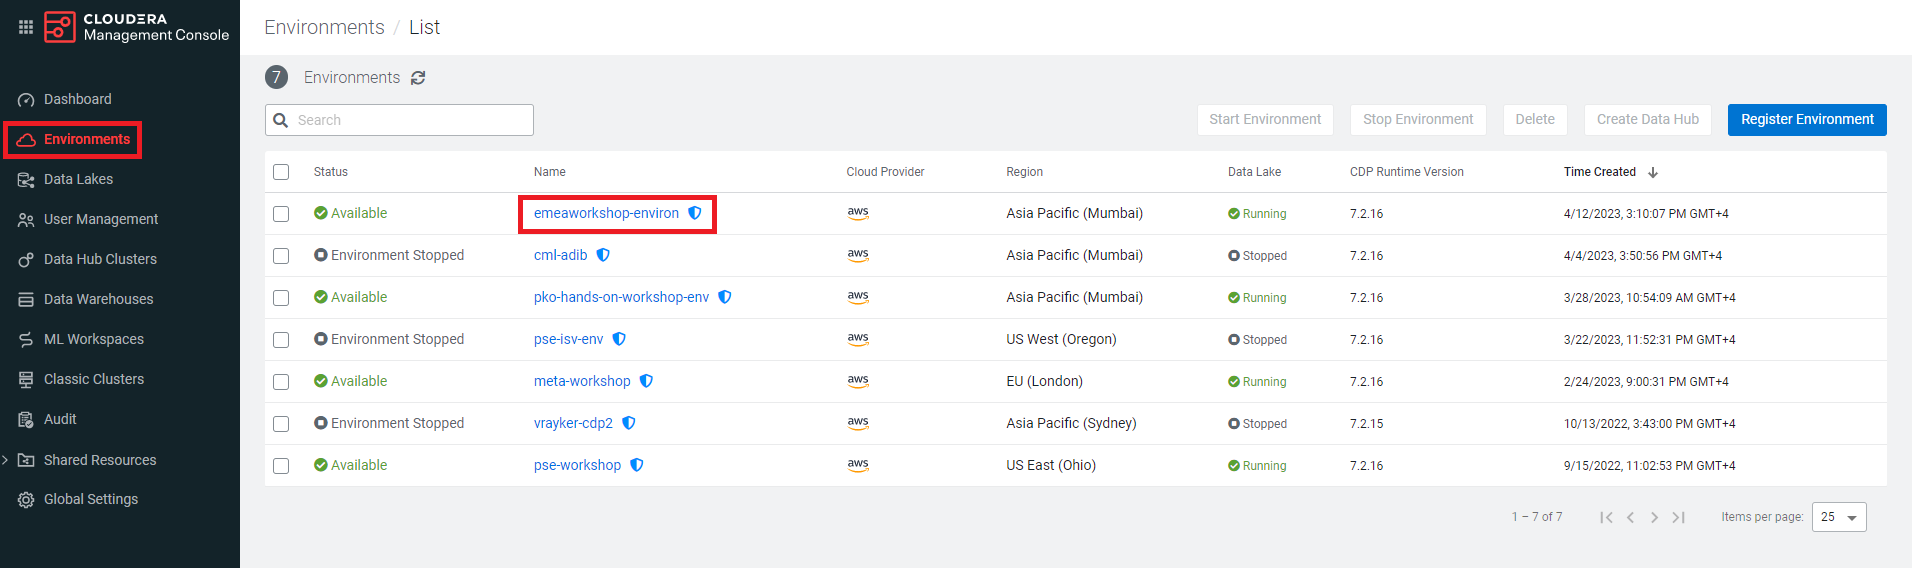 CLOUDERA
Management Console
Dashboard
Environments
Data Lakes
User Management
Data Hub Clusters
Data Warehouses
ML Workspaces
Classic Clusters
Audit
Shared Resources
Global Settings
Environments / List
7 Environments
Search
Start Environment Stop Environment Delete Create Data Hub Register Environment
Status Name Cloud Provider Region Data Lake CDP Runtime Version Time Created
Available emeaworkshop-environ aws Asia Pacific (Mumbai) Running 7.2.16 4/12/2023, 3:10:07 PM GMT+4
Environment Stopped cml-adib aws Asia Pacific (Mumbai) Stopped 7.2.16 4/4/2023, 3:50:56 PM GMT+4
Available pko-hands-on-workshop-env aws Asia Pacific (Mumbai) Running 7.2.16 3/28/2023, 10:54:09 AM GMT+4
Environment Stopped pse-isv-env aws US West (Oregon) Stopped 7.2.16 3/22/2023, 11:52:31 PM GMT+4
Available meta-workshop aws EU (London) Running 7.2.16 2/24/2023, 9:00:31 PM GMT+4
Environment Stopped vrayker-cdp2 aws Asia Pacific (Sydney) Stopped 7.2.15 10/13/2022, 3:43:00 PM GMT+4
Available pse-workshop aws US East (Ohio) Running 7.2.16 9/15/2022, 11:02:53 PM GMT+4
1 – 7 of 7 Items per page: 25